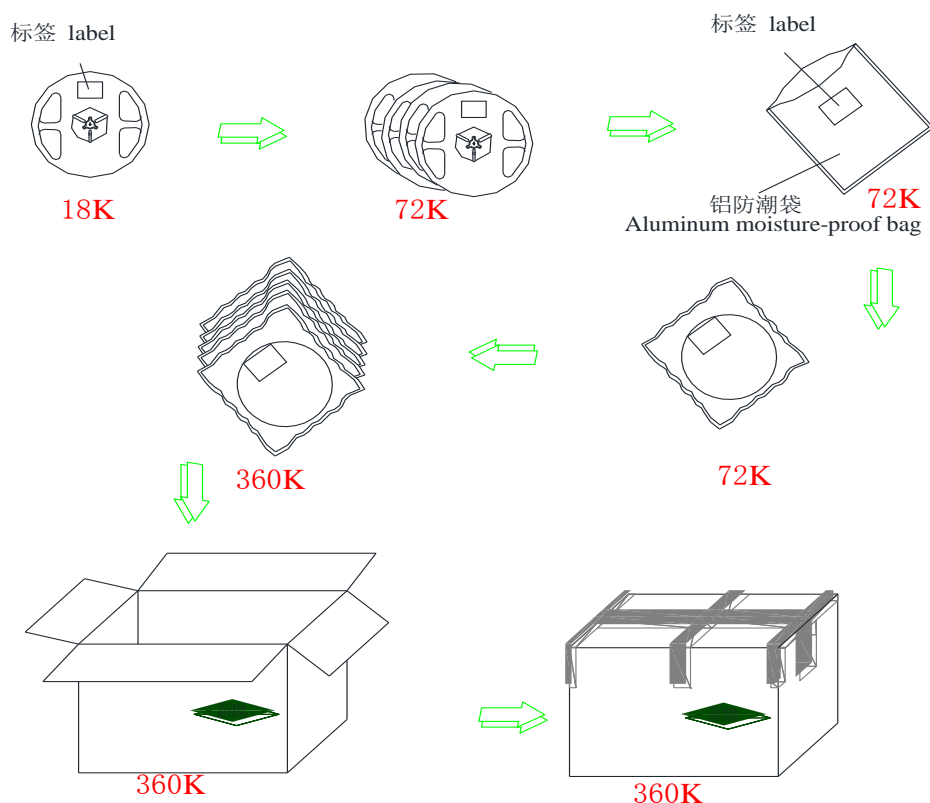 标签 label
标签 label
18K
72K
72K
铝防潮袋
Aluminum moisture-proof bag
360K
72K
360K
360K